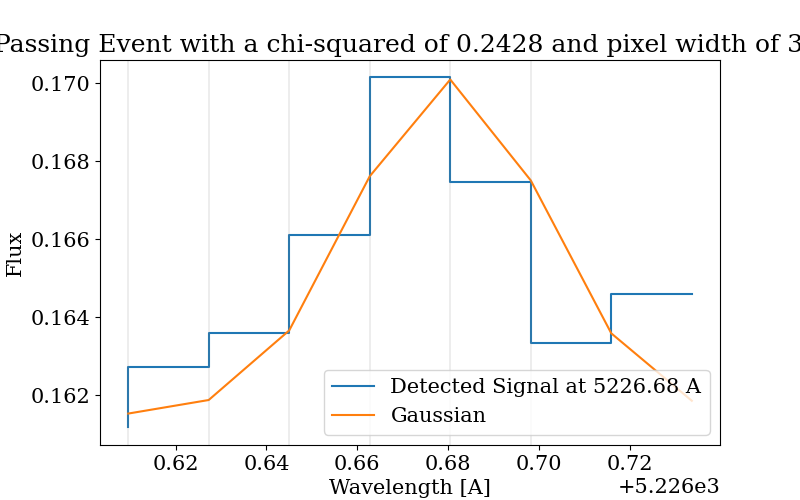 Passing Event with a chi-squared of 0.2428 and pixel width of 3
0.170
0.168
0.166
0.164
0.162
Flux
Detected Signal at 5226.68 A
Gaussian
0.62 0.64 0.66 0.68 0.70 0.72
Wavelength [A]
+5.226e3